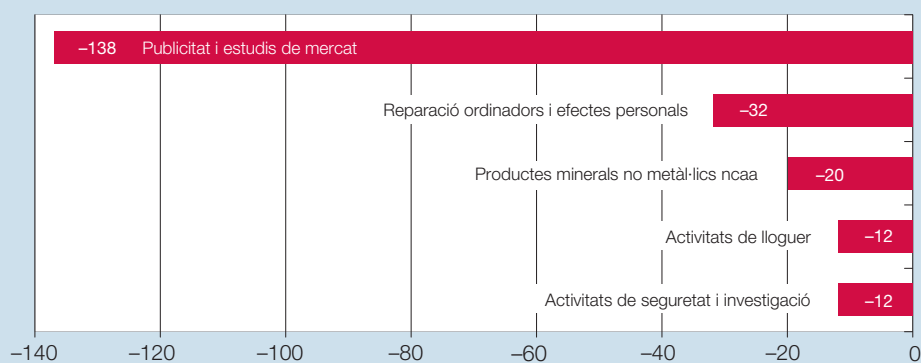 –138 Publicitat i estudis de mercat
Reparació ordinadors i efectes personals –32
Productes minerals no metàl·lics ncaa –20
Activitats de lloguer –12
Activitats de seguretat i investigació –12
–140 –120 –100 –80 –60 –40 –20 0